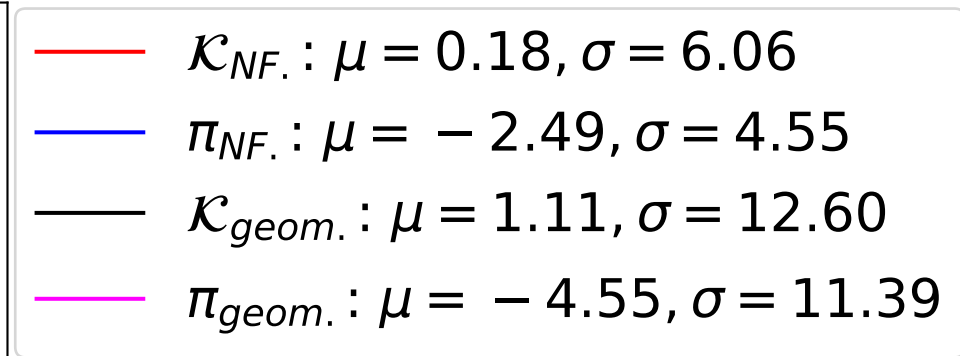 𝒦_{NF.}: μ = 0.18, σ = 6.06
π_{NF.}: μ = −2.49, σ = 4.55
𝒦_{geom.}: μ = 1.11, σ = 12.60
π_{geom.}: μ = −4.55, σ = 11.39